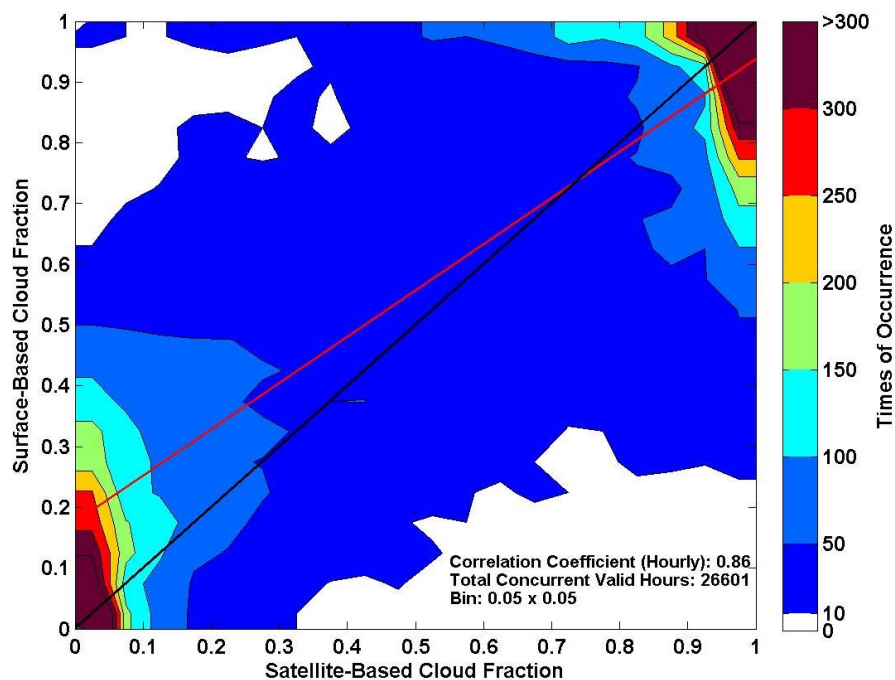 1
0.9
0.8
0.7
0.6
0.5
0.4
0.3
0.2
0.1
0
Surface-Based Cloud Fraction
Correlation Coefficient (Hourly): 0.86
Total Concurrent Valid Hours: 26601
Bin: 0.05 x 0.05
0 0.1 0.2 0.3 0.4 0.5 0.6 0.7 0.8 0.9 1
Satellite-Based Cloud Fraction
>300
300
250
200
150
100
50
10
0
Times of Occurrence